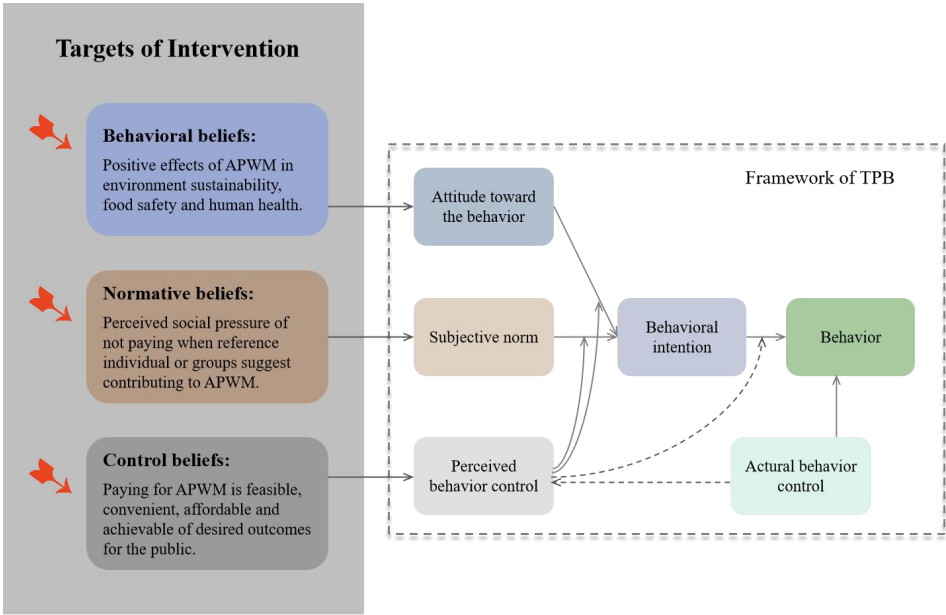 Targets of Intervention
Behavioral beliefs:
Positive effects of APWM in
environment sustainability,
food safety and human health.
Normative beliefs:
Perceived social pressure of
not paying when reference
individual or groups suggest
contributing to APWM.
Control beliefs:
Paying for APWM is feasible,
convenient, affordable and
achievable of desired outcomes
for the public.
Framework of TPB
Attitude toward
the behavior
Subjective norm
Behavioral
intention
Behavior
Perceived
behavior control
Actural behavior
control